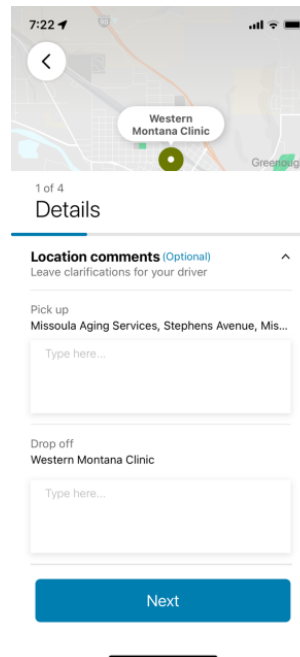 7:22
Western
Montana Clinic
1 of 4
Details
Location comments (Optional)
Leave clarifications for your driver
Pick up
Missoula Aging Services, Stephens Avenue, Mis...
Type here...
Drop off
Western Montana Clinic
Type here...
Next